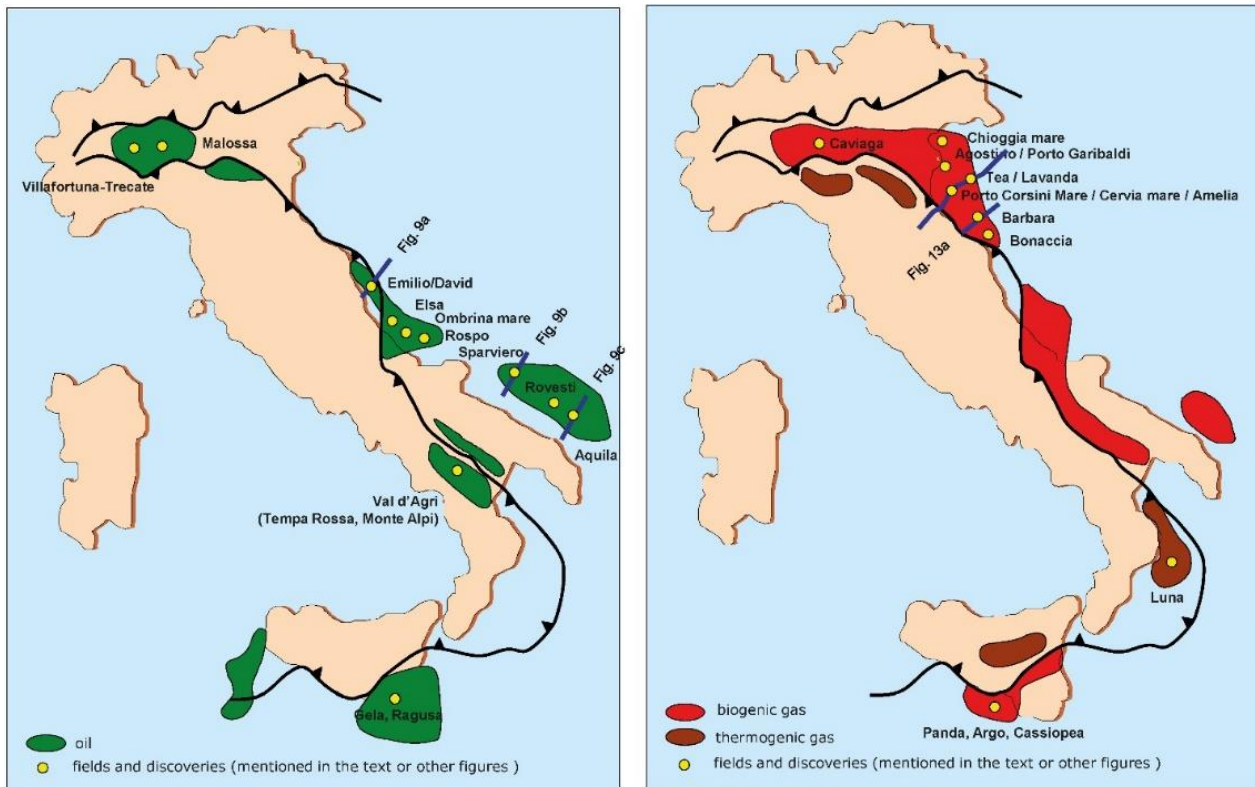 Malossa
Villafortuna-Trecate
Fig. 9a
Emilio/David
Elsa
Ombrina mare
Rospo
Sparviero
Fig. 9b
Rovesti
Fig. 9c
Aquila
Val d'Agri
(Tempa Rossa, Monte Alpi)
Gela, Ragusa
oil
fields and discoveries (mentioned in the text or other figures )
Caviaga
Chioggia mare
Agostino / Porto Garibaldi
Tea / Lavanda
Porto Corsini Mare / Cervia mare / Amelia
Barbara
Bonaccia
Fig. 13a
Luna
biogenic gas
thermogenic gas
Panda, Argo, Cassiopea
fields and discoveries (mentioned in the text or other figures )